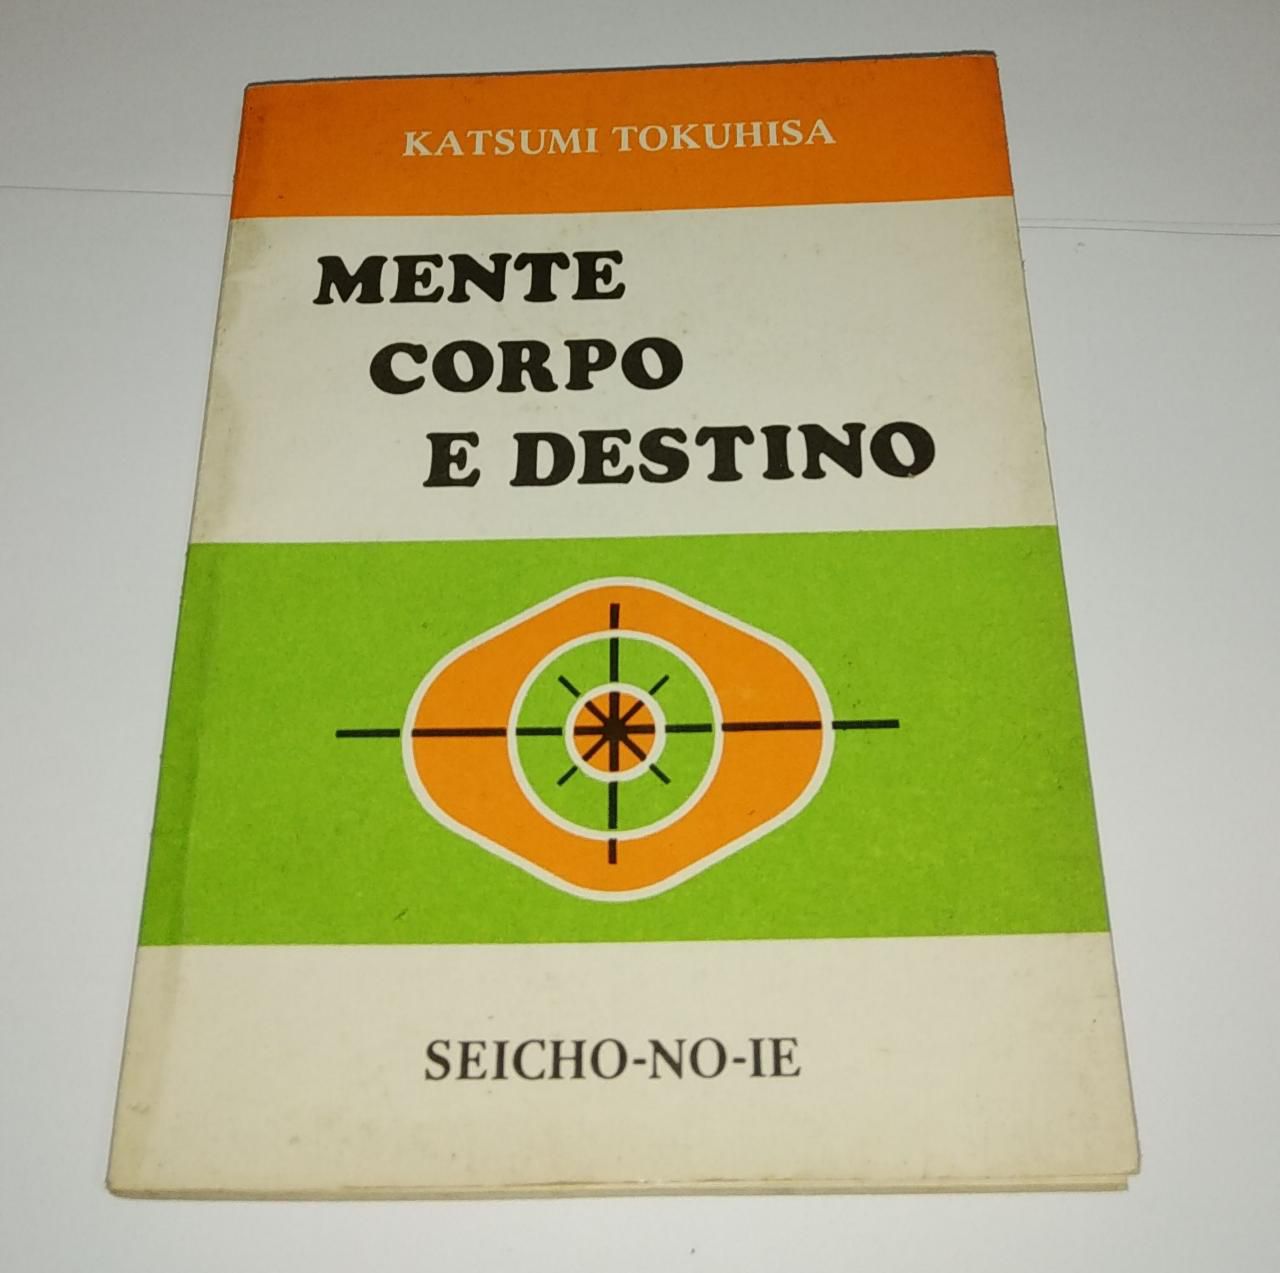 KATSUMI TOKUHISA
MENTE
CORPO
E DESTINO
SEICHO-NO-IE